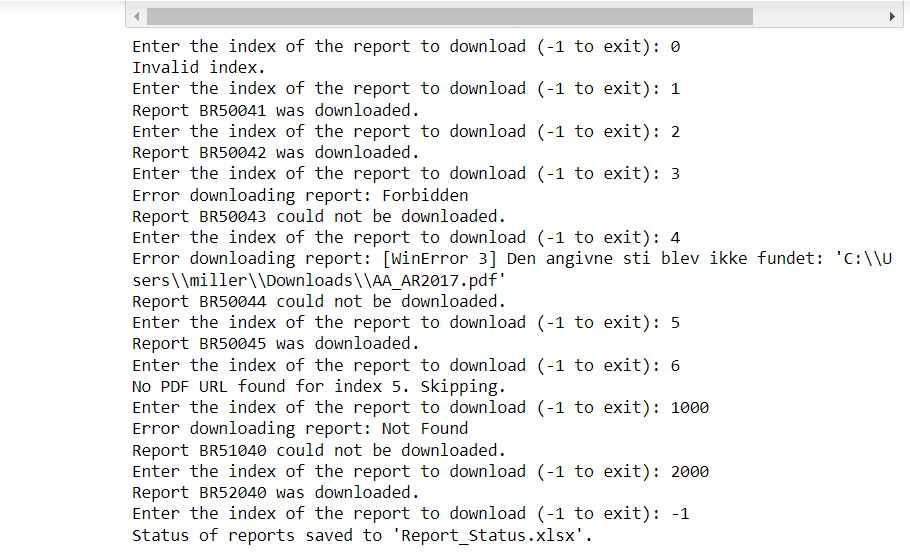 Enter the index of the report to download (-1 to exit): 0
Invalid index.
Enter the index of the report to download (-1 to exit): 1
Report BR50041 was downloaded.
Enter the index of the report to download (-1 to exit): 2
Report BR50042 was downloaded.
Enter the index of the report to download (-1 to exit): 3
Error downloading report: Forbidden
Report BR50043 could not be downloaded.
Enter the index of the report to download (-1 to exit): 4
Error downloading report: [WinError 3] Den angivne sti blev ikke fundet: 'C:\\U
sers\\miller\\Downloads\\AA_AR2017.pdf'
Report BR50044 could not be downloaded.
Enter the index of the report to download (-1 to exit): 5
Report BR50045 was downloaded.
Enter the index of the report to download (-1 to exit): 6
No PDF URL found for index 5. Skipping.
Enter the index of the report to download (-1 to exit): 1000
Error downloading report: Not Found
Report BR51040 could not be downloaded.
Enter the index of the report to download (-1 to exit): 2000
Report BR52040 was downloaded.
Enter the index of the report to download (-1 to exit): -1
Status of reports saved to 'Report_Status.xlsx'.